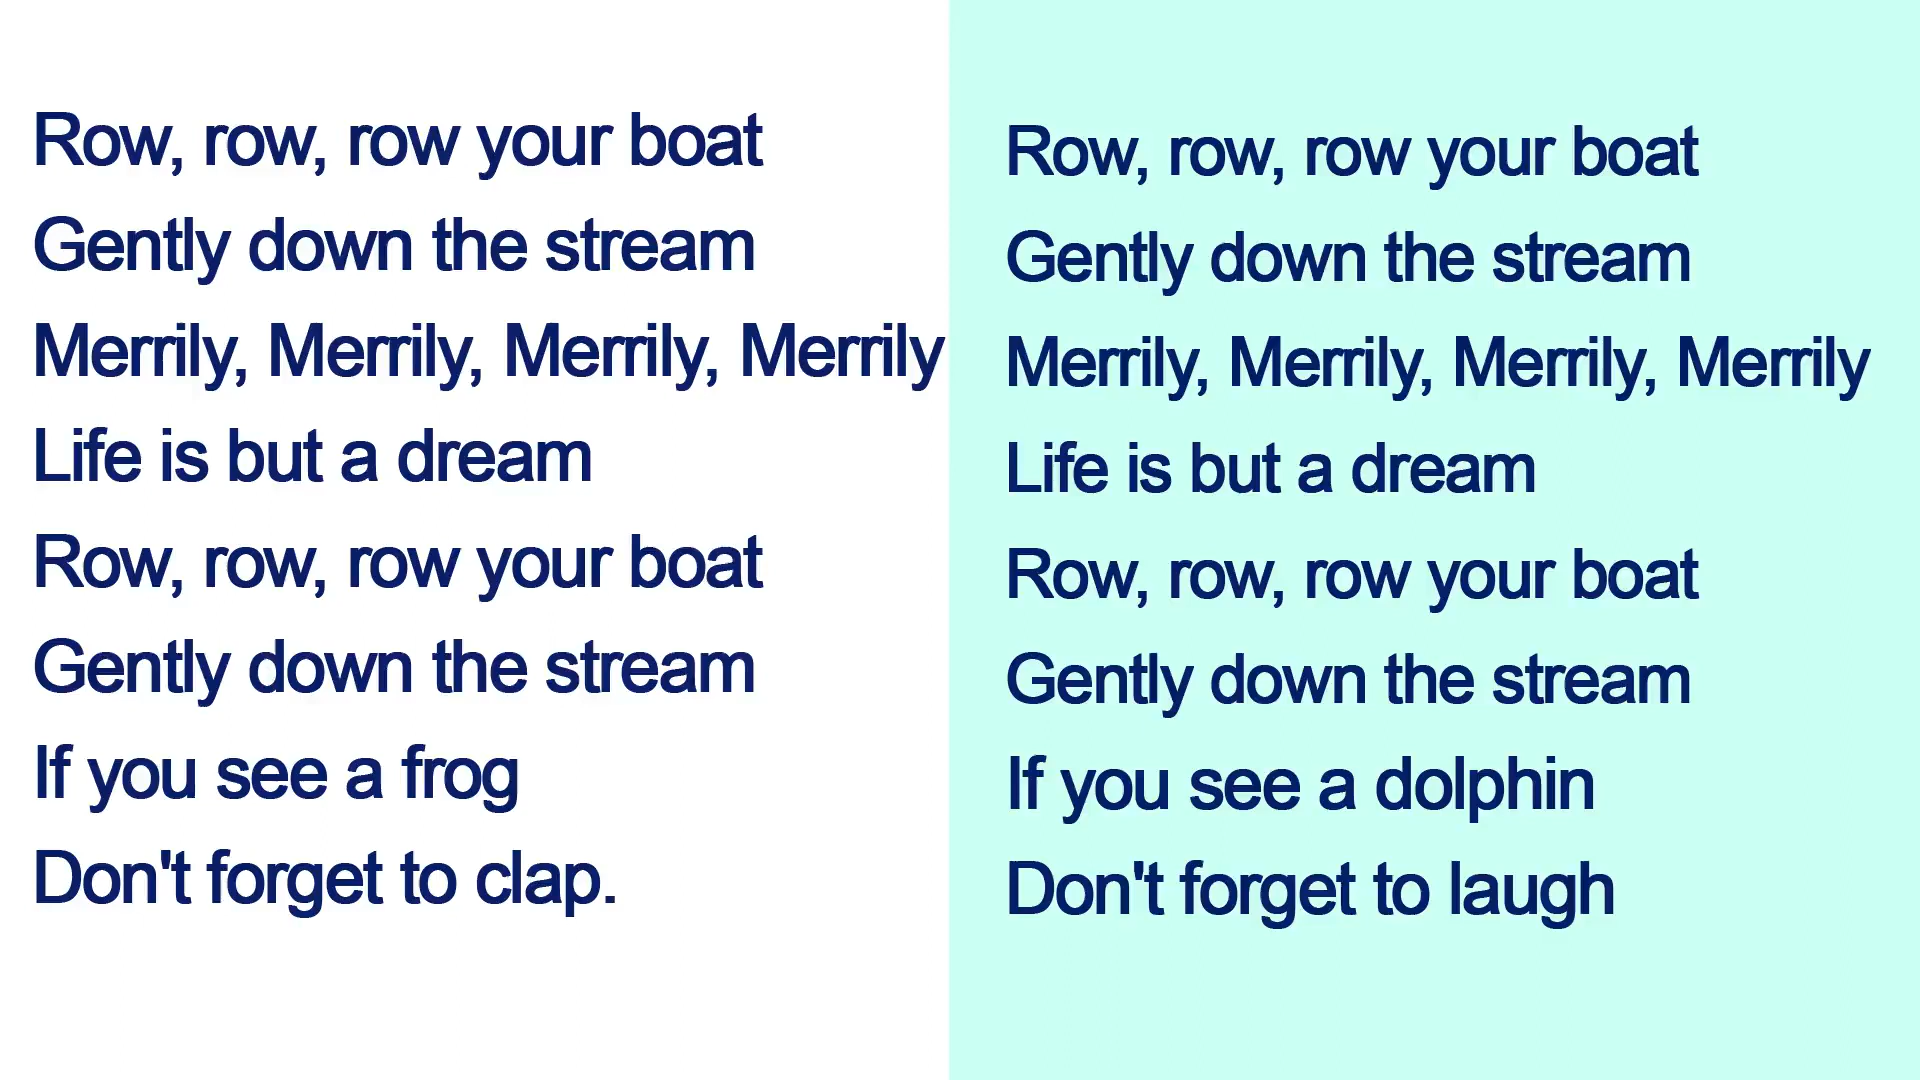 Row, row, row your boat
Gently down the stream
Merrily, Merrily, Merrily, Merrily
Life is but a dream
Row, row, row your boat
Gently down the stream
If you see a frog
Don't forget to clap.
Row, row, row your boat
Gently down the stream
Merrily, Merrily, Merrily, Merrily
Life is but a dream
Row, row, row your boat
Gently down the stream
If you see a dolphin
Don't forget to laugh